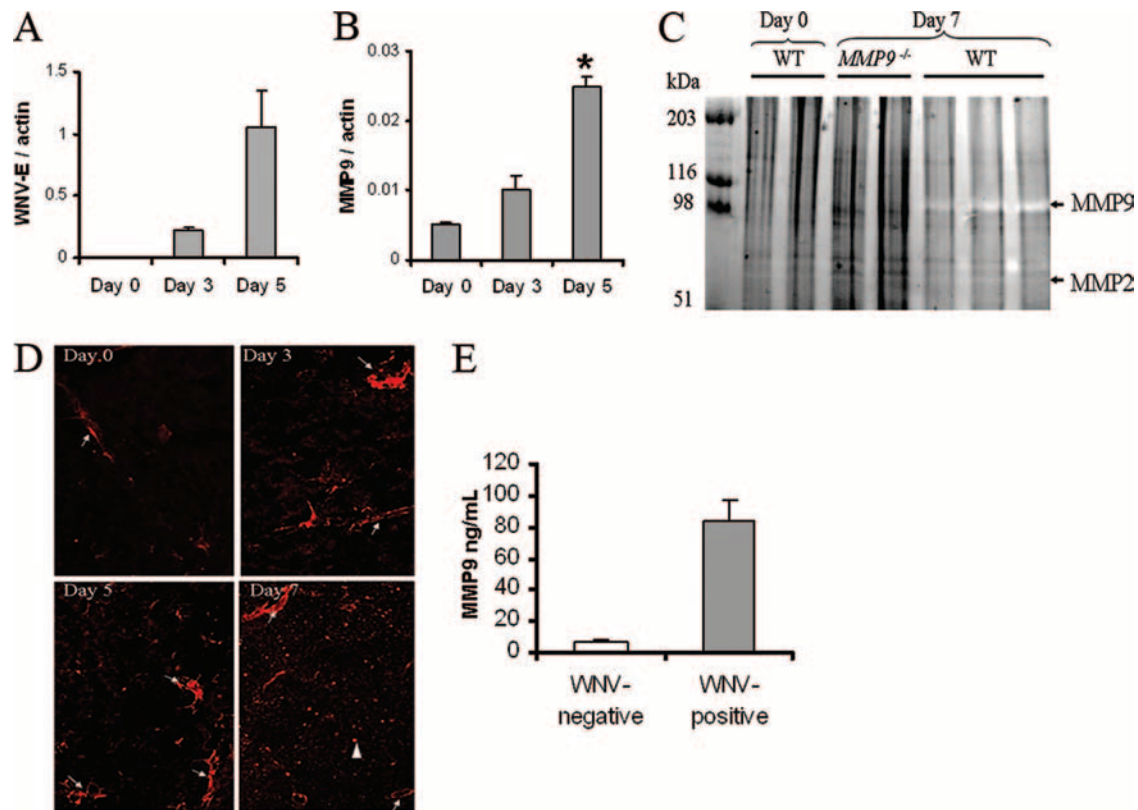 A
WNV-E / actin
1.5
1
0.5
0
Day 0 Day 3 Day 5
B
MMP9 / actin
0.03
0.02
0.01
0
*
Day 0 Day 3 Day 5
C
Day 0 Day 7
WT MMP9 -/- WT
kDa
203
116
98
51
MMP9
MMP2
D
Day 0
Day 3
Day 5
Day 7
E
MMP9 ng/mL
120
100
80
60
40
20
0
WNV- WNV-
negative positive